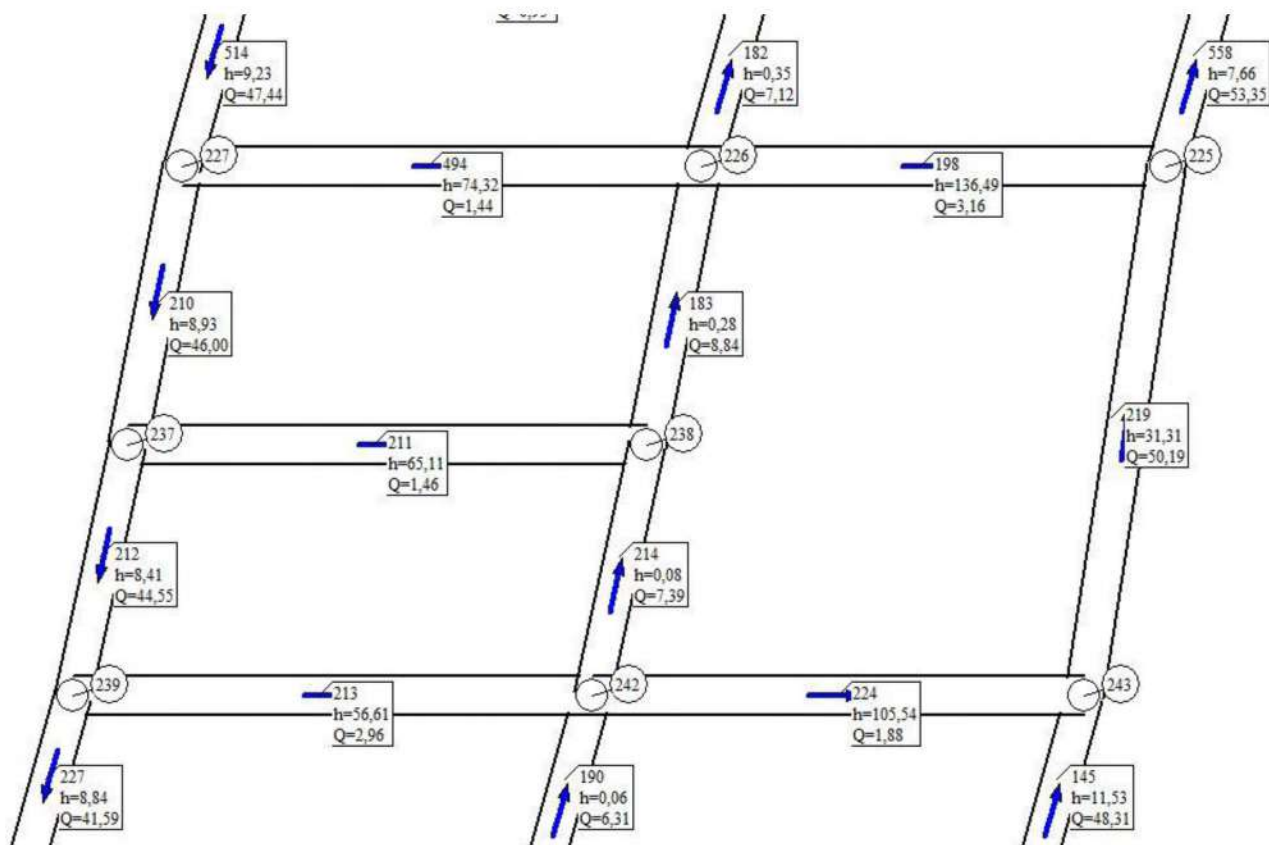 514
h=9,23
Q=47,44
182
h=0,35
Q=7,12
558
h=7,66
Q=53,35
227
494
h=74,32
Q=1,44
226
198
h=136,49
Q=3,16
225
210
h=8,93
Q=46,00
183
h=0,28
Q=8,84
237
211
h=65,11
Q=1,46
238
219
h=31,31
Q=50,19
212
h=8,41
Q=44,55
214
h=0,08
Q=7,39
239
213
h=56,61
Q=2,96
242
224
h=105,54
Q=1,88
243
227
h=8,84
Q=41,59
190
h=0,06
Q=6,31
145
h=11,53
Q=48,31